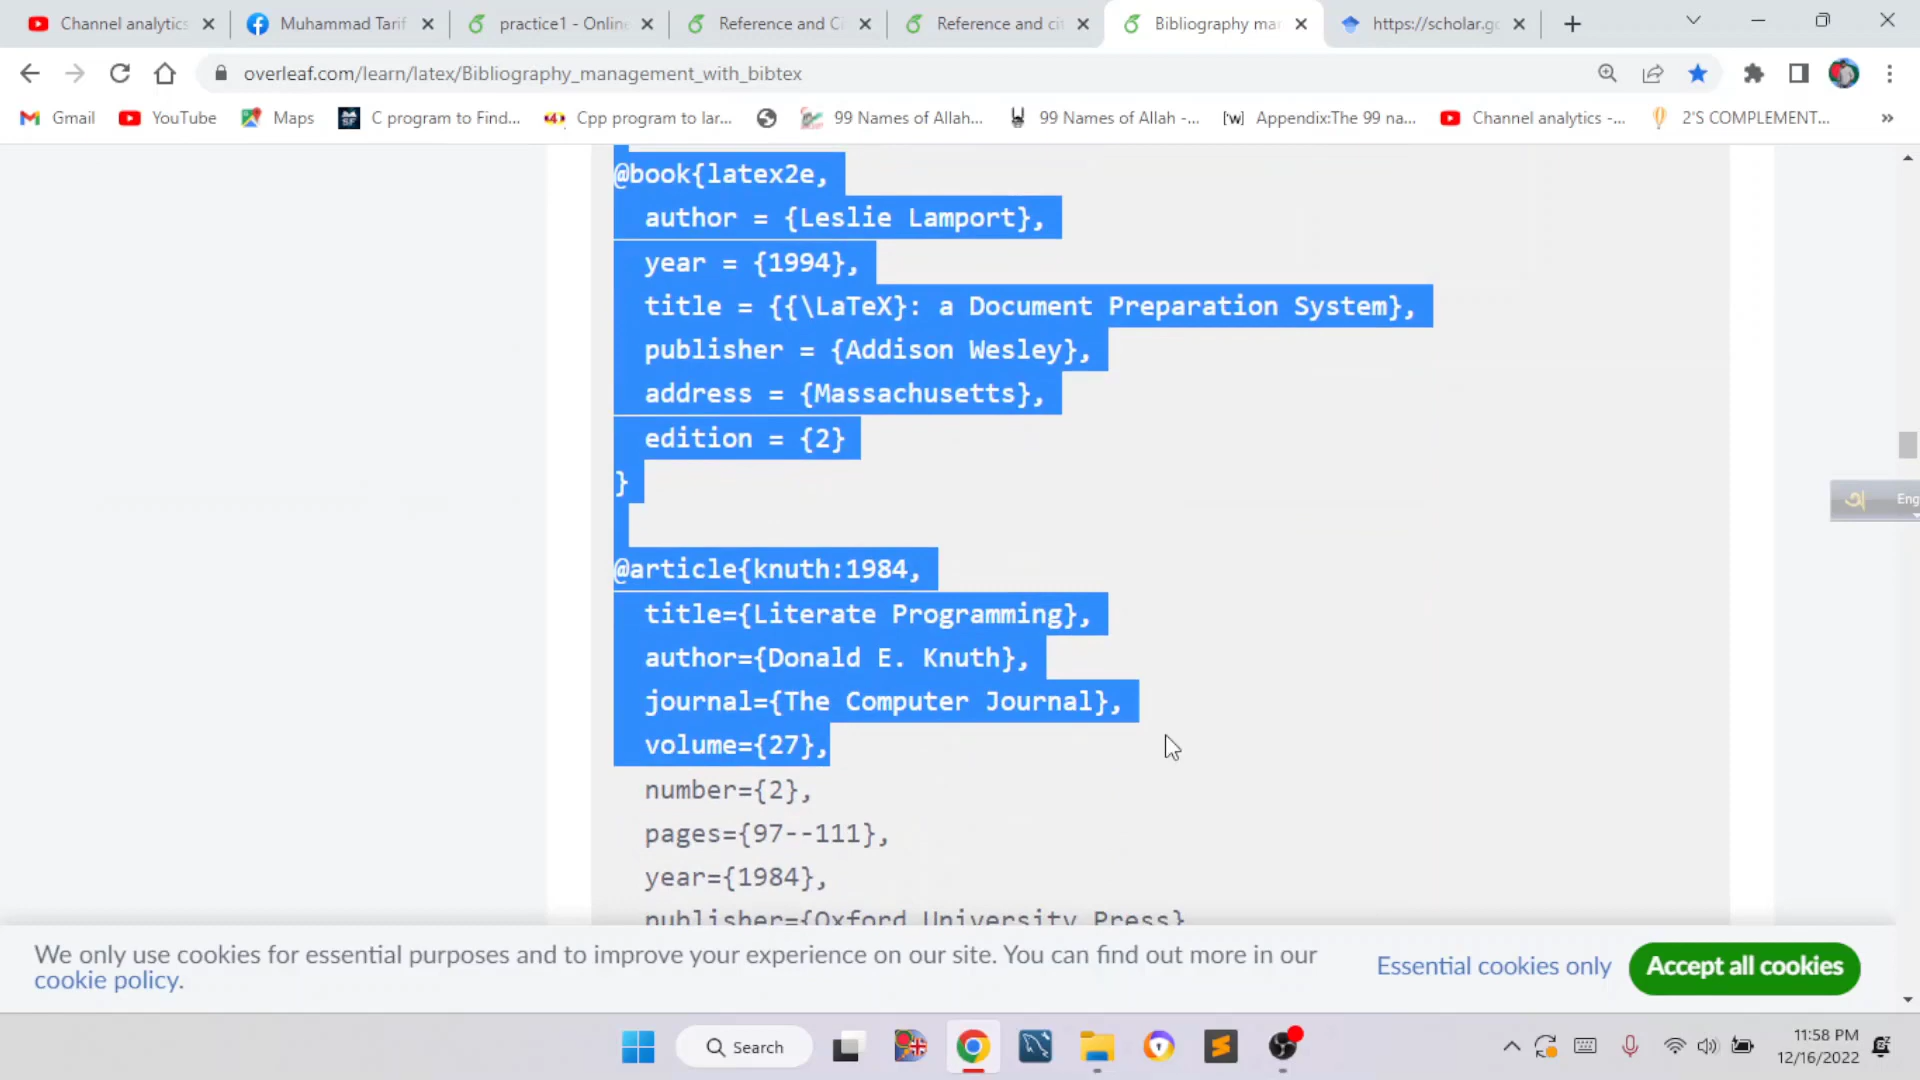 Channel analytics
Muhammad Tarif
practice1 - Online
Reference and Ci
Reference and cit
Bibliography ma
https://scholar.go
overleaf.com/learn/latex/Bibliography_management_with_bibtex
Gmail
YouTube
Maps
C program to Find...
Cpp program to lar...
99 Names of Allah...
99 Names of Allah -...
[w] Appendix:The 99 na...
Channel analytics -...
2'S COMPLEMENT...
»
@book{latex2e,
author = {Leslie Lamport},
year = {1994},
title = {{\LaTeX}: a Document Preparation System},
publisher = {Addison Wesley},
address = {Massachusetts},
edition = {2}
}
@article{knuth:1984,
title={Literate Programming},
author={Donald E. Knuth},
journal={The Computer Journal},
volume={27},
number={2},
pages={97--111},
year={1984},
publisher={Oxford University Press}
অ Eng
We only use cookies for essential purposes and to improve your experience on our site. You can find out more in our
cookie policy.
Essential cookies only
Accept all cookies
Search
11:58 PM
12/16/2022